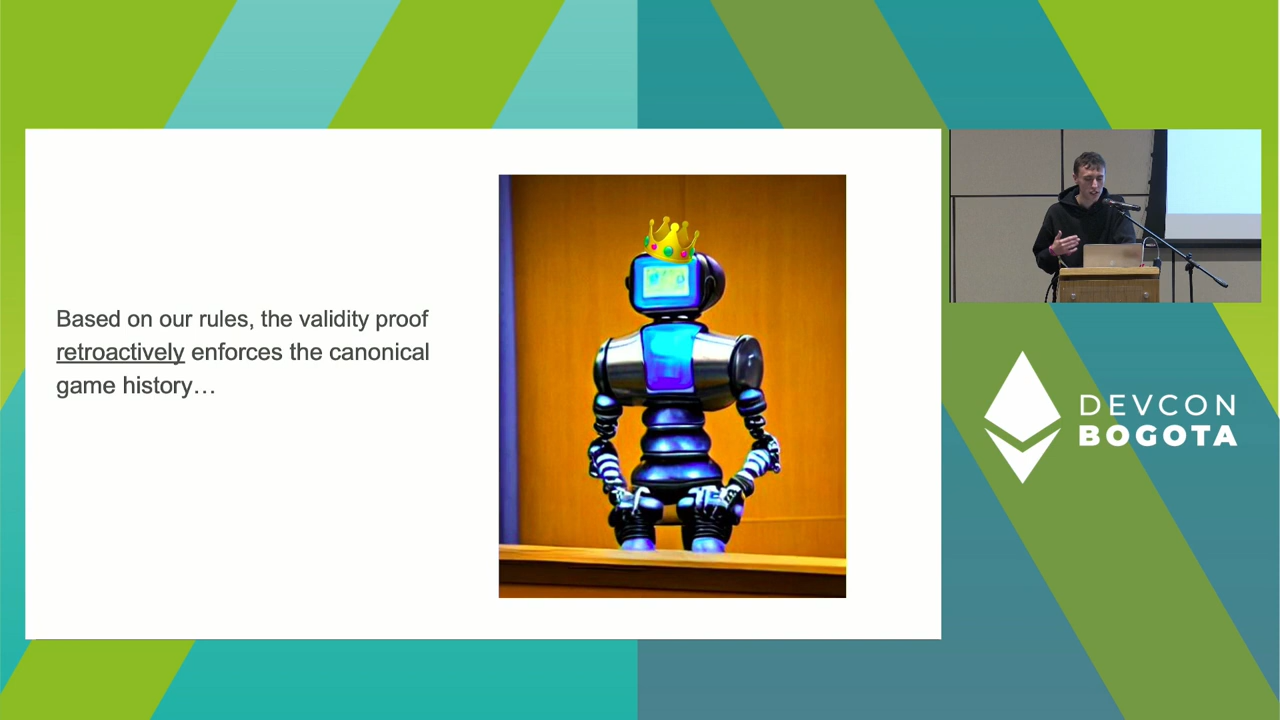 Based on our rules, the validity proof
retroactively enforces the canonical
game history…
DEVCON
BOGOTA